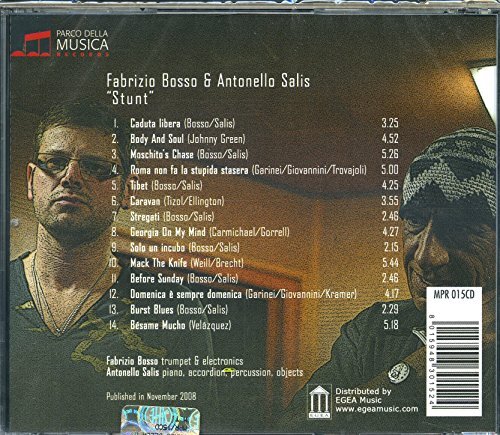 PARCO DELLA
MUSICA
RECORDS
Fabrizio Bosso & Antonello Salis
"Stunt"
1. Caduta libera (Bosso/Salis) 3.25
2. Body And Soul (Johnny Green) 4.52
3. Moschito's Chase (Bosso/Salis) 5.26
4. Roma non fa la stupida stasera (Garinei/Giovannini/Trovajoli) 5.00
5. Tibet (Bosso/Salis) 4.25
6. Caravan (Tizol/Ellington) 3.55
7. Stregati (Bosso/Salis) 2.46
8. Georgia On My Mind (Carmichael/Gorrell) 4.27
9. Solo un incubo (Bosso/Salis) 2.15
10. Mack The Knife (Weill/Brecht) 5.44
11. Before Sunday (Bosso/Salis) 2.46
12. Domenica è sempre domenica (Garinei/Giovannini/Kramer) 4.17
13. Burst Blues (Bosso/Salis) 2.29
14. Bésame Mucho (Velázquez) 5.18
MPR 015CD
8015948301524
Fabrizio Bosso trumpet & electronics
Antonello Salis piano, accordion, percussion, objects
Published in November 2008
EGEA
Distributed by
EGEA Music
www.egeamusic.com